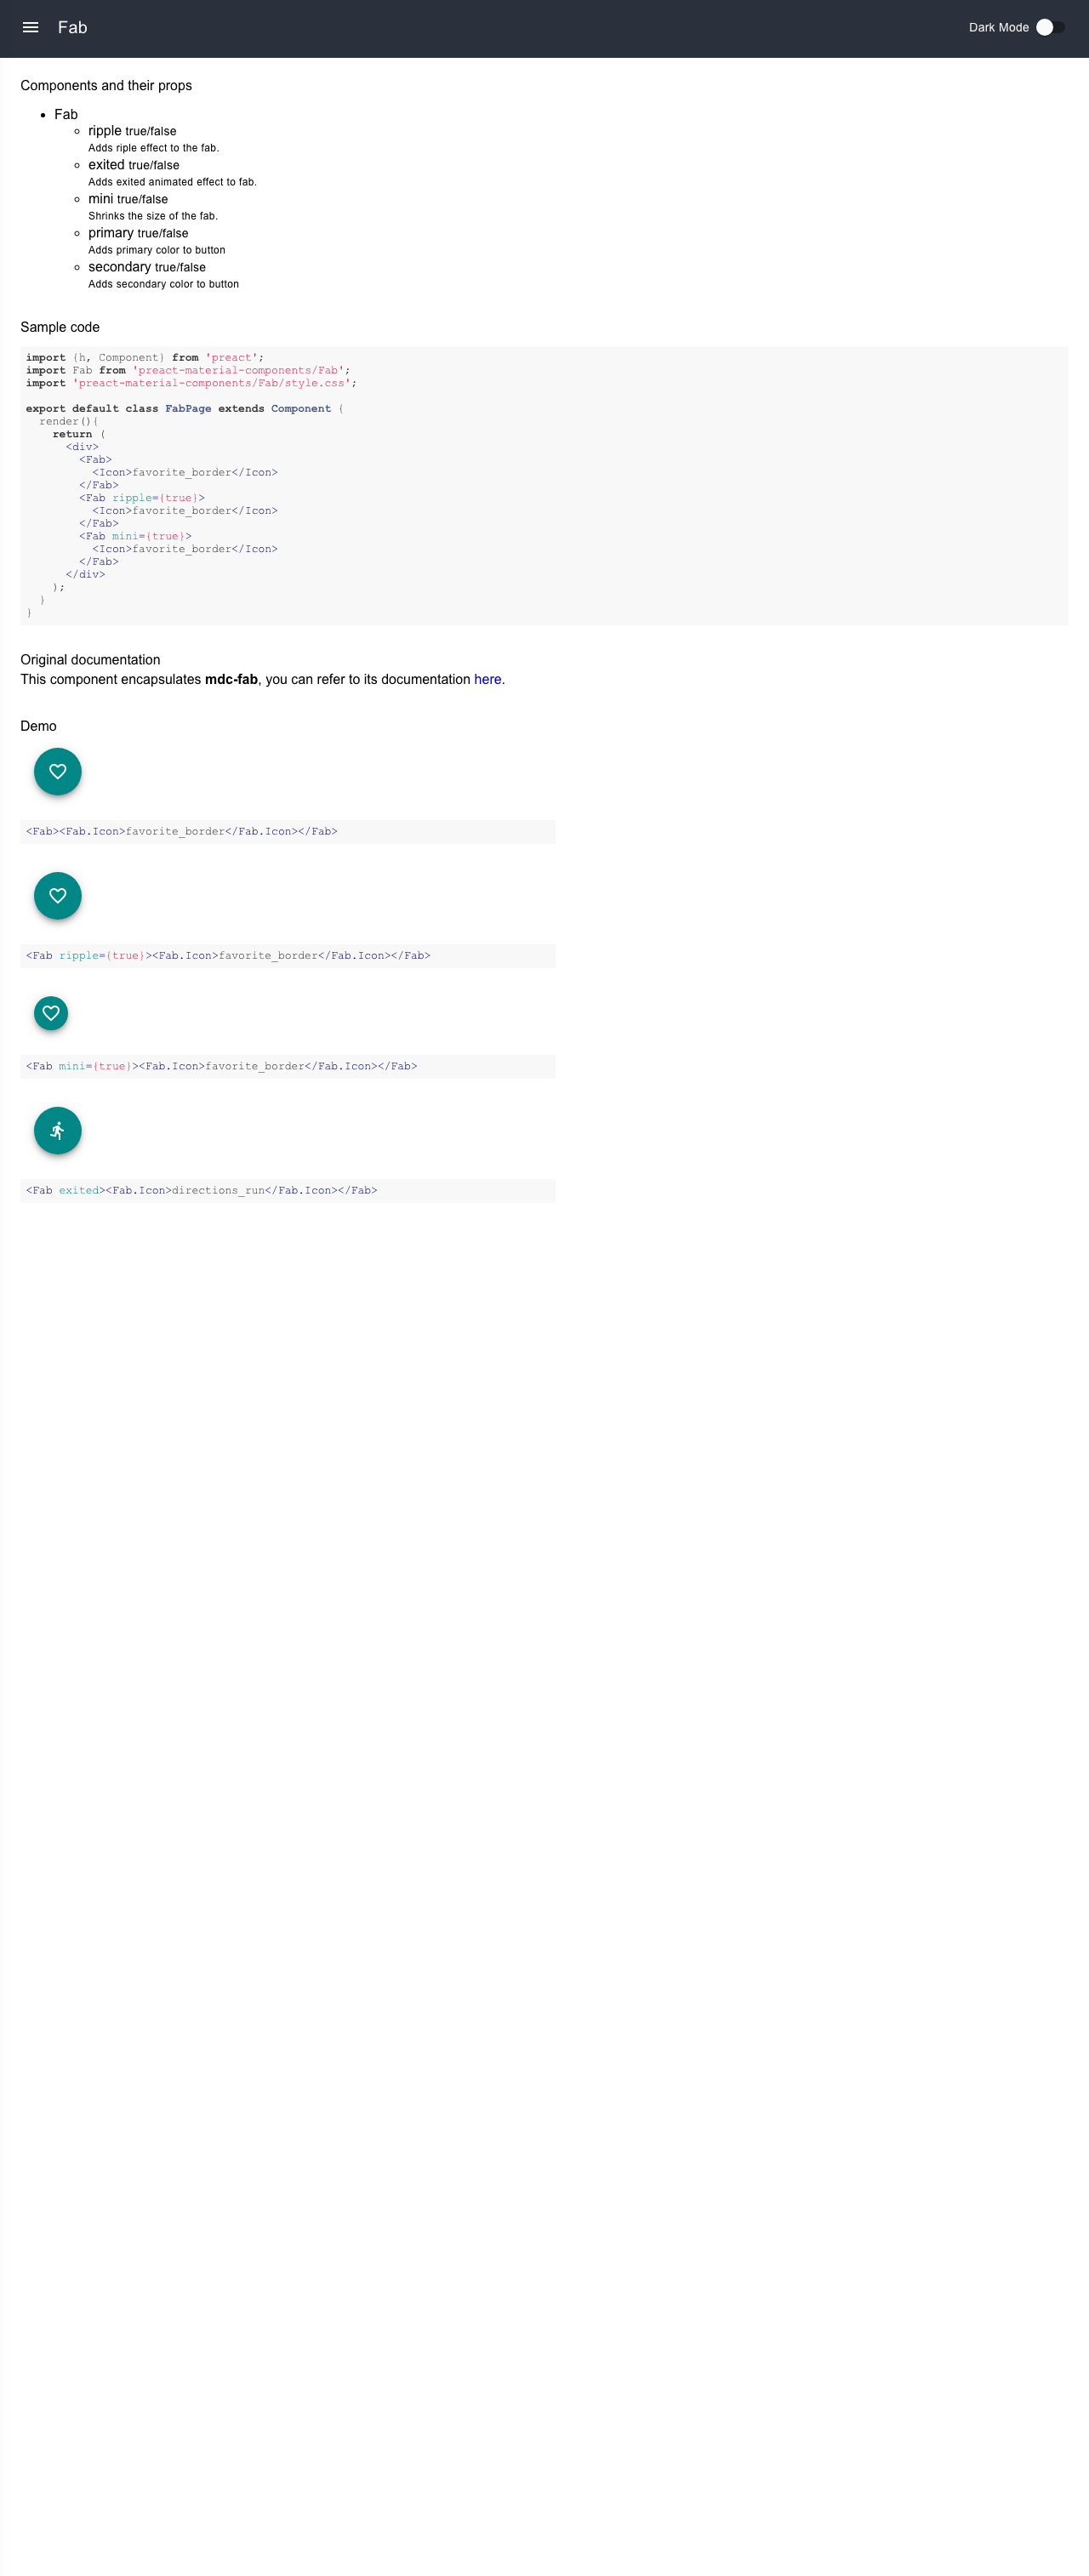 Fab
Dark Mode
Components and their props
Fab
ripple true/false
Adds riple effect to the fab.
exited true/false
Adds exited animated effect to fab.
mini true/false
Shrinks the size of the fab.
primary true/false
Adds primary color to button
secondary true/false
Adds secondary color to button
Sample code
import {h, Component} from 'preact';
import Fab from 'preact-material-components/Fab';
import 'preact-material-components/Fab/style.css';
export default class FabPage extends Component {
render(){
return (
<div>
<Fab>
<Icon>favorite_border</Icon>
</Fab>
<Fab ripple={true}>
<Icon>favorite_border</Icon>
</Fab>
<Fab mini={true}>
<Icon>favorite_border</Icon>
</Fab>
</div>
);
}
}
Original documentation
This component encapsulates mdc-fab, you can refer to its documentation here.
Demo
<Fab><Fab.Icon>favorite_border</Fab.Icon></Fab>
<Fab ripple={true}><Fab.Icon>favorite_border</Fab.Icon></Fab>
<Fab mini={true}><Fab.Icon>favorite_border</Fab.Icon></Fab>
<Fab exited><Fab.Icon>directions_run</Fab.Icon></Fab>